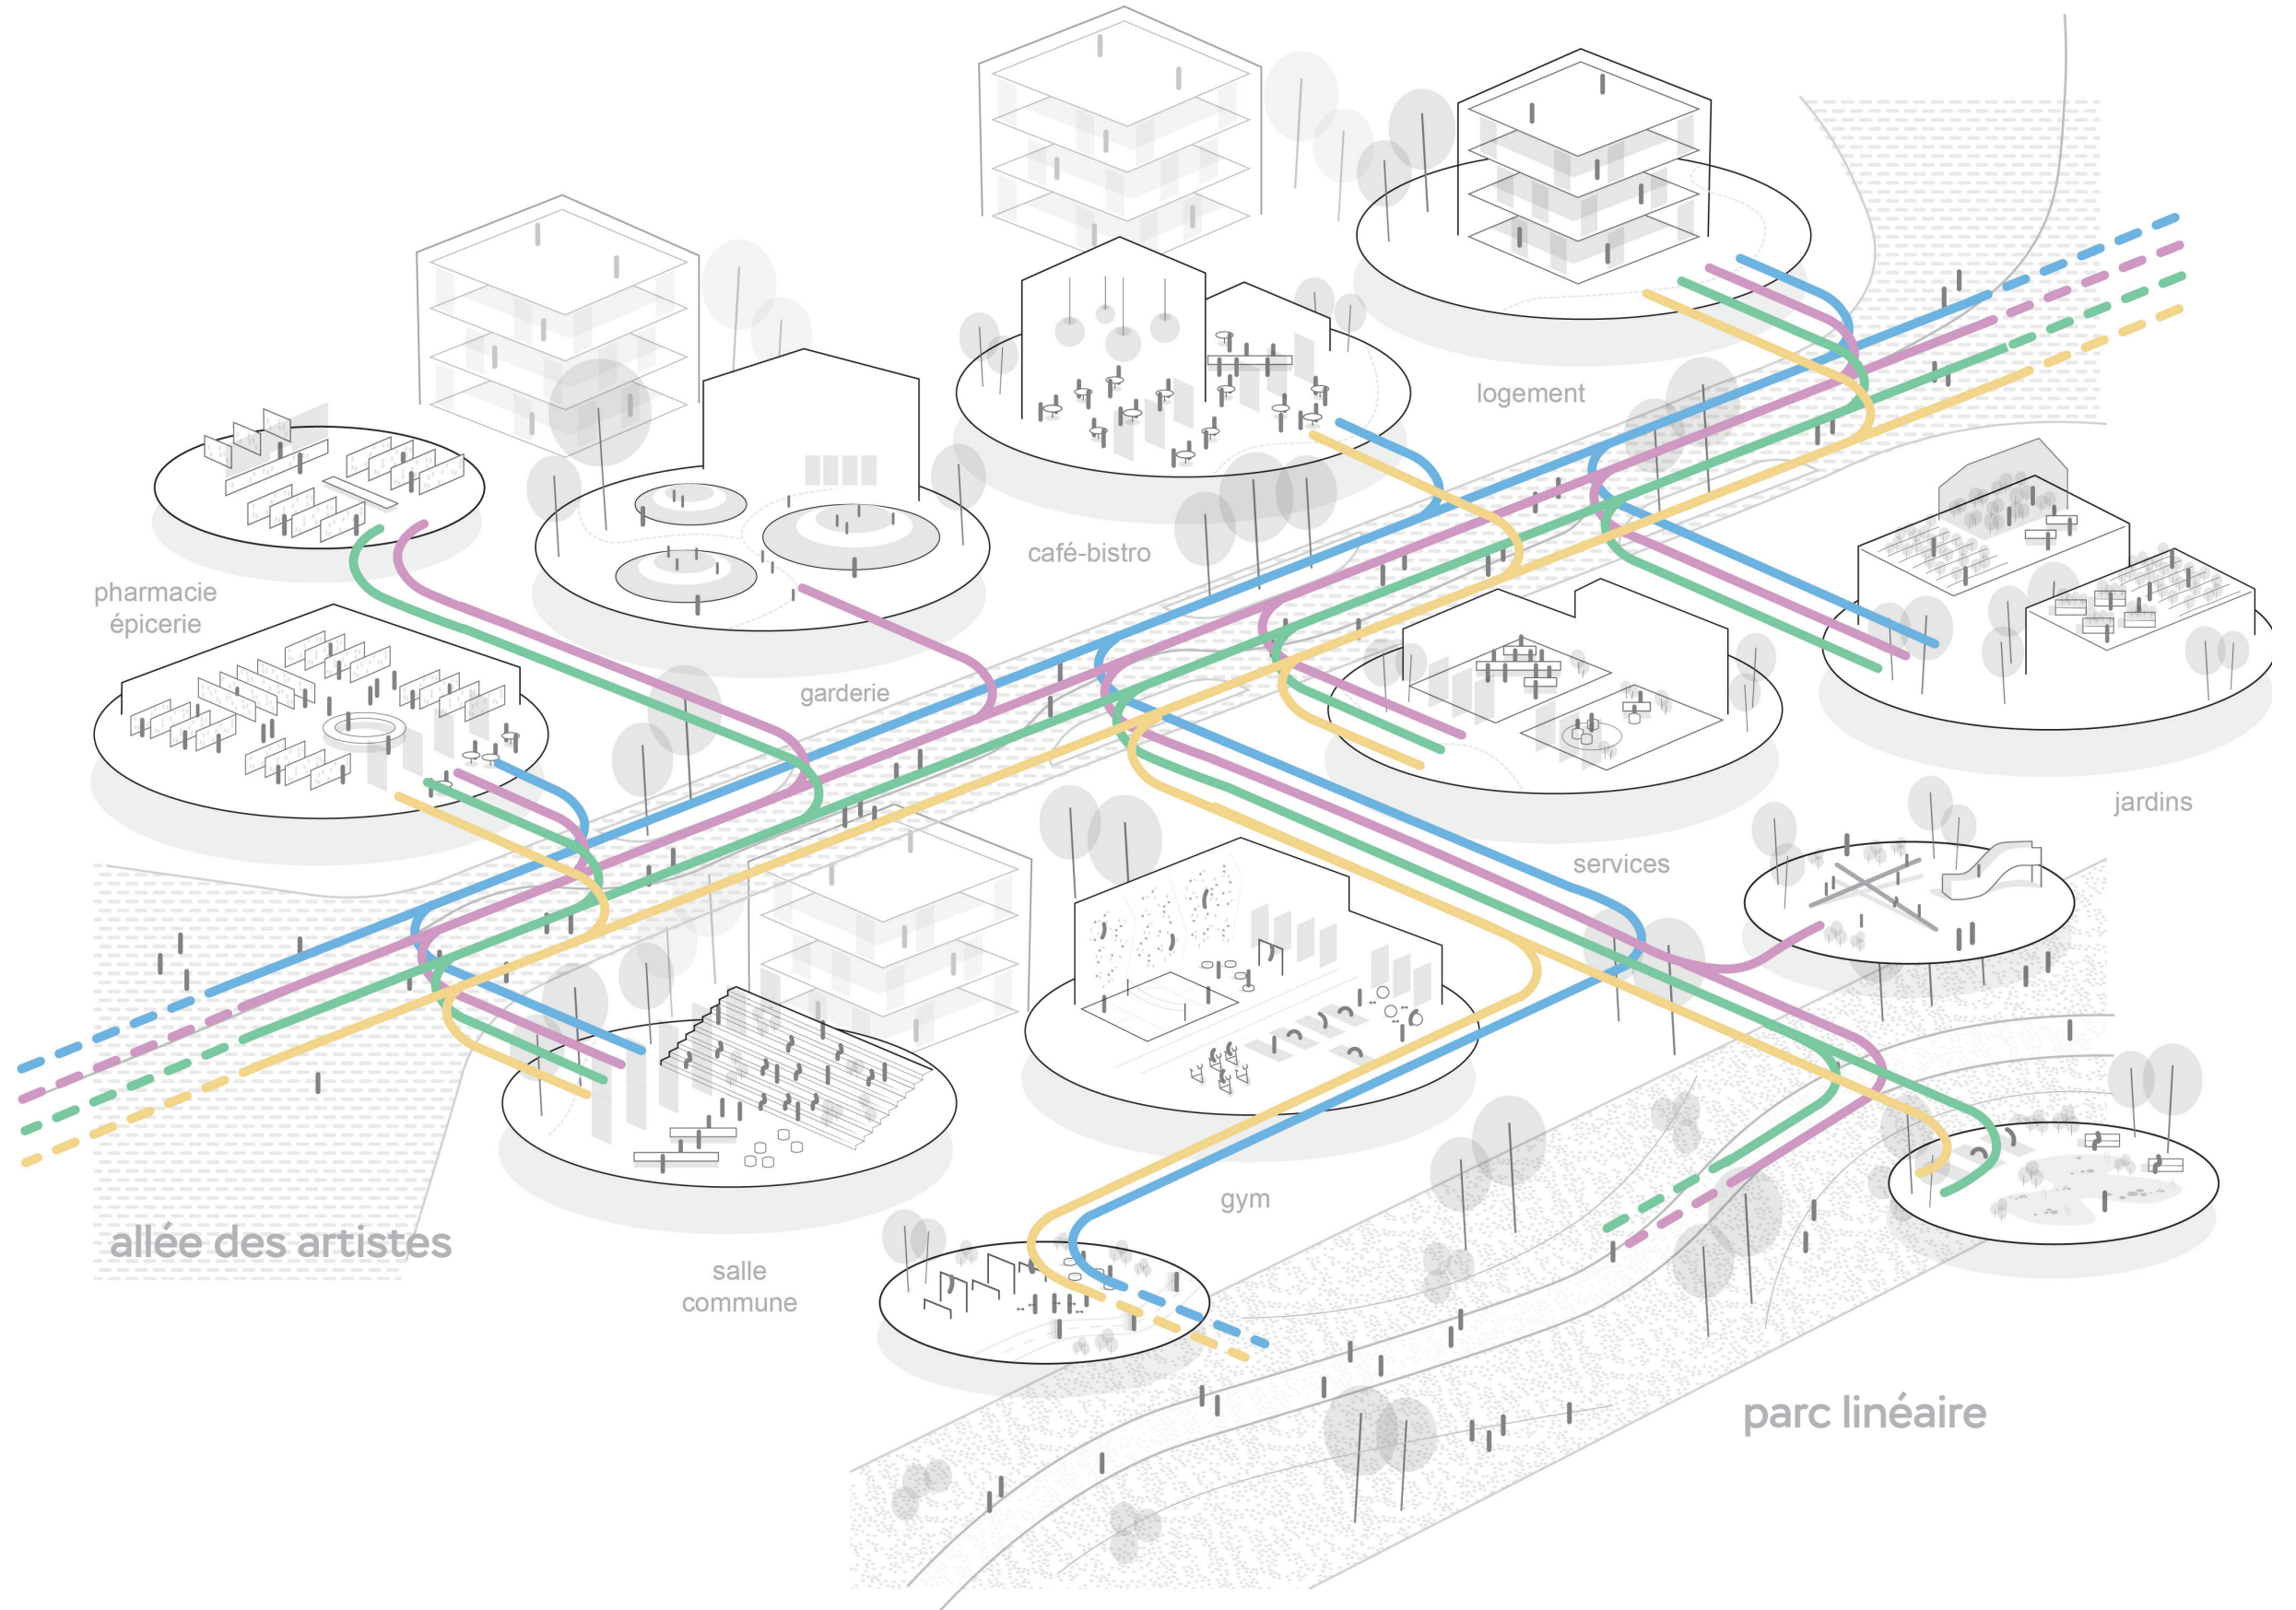 logement
café-bistro
pharmacie
épicerie
garderie
jardins
services
gym
allée des artistes
salle
commune
parc linéaire